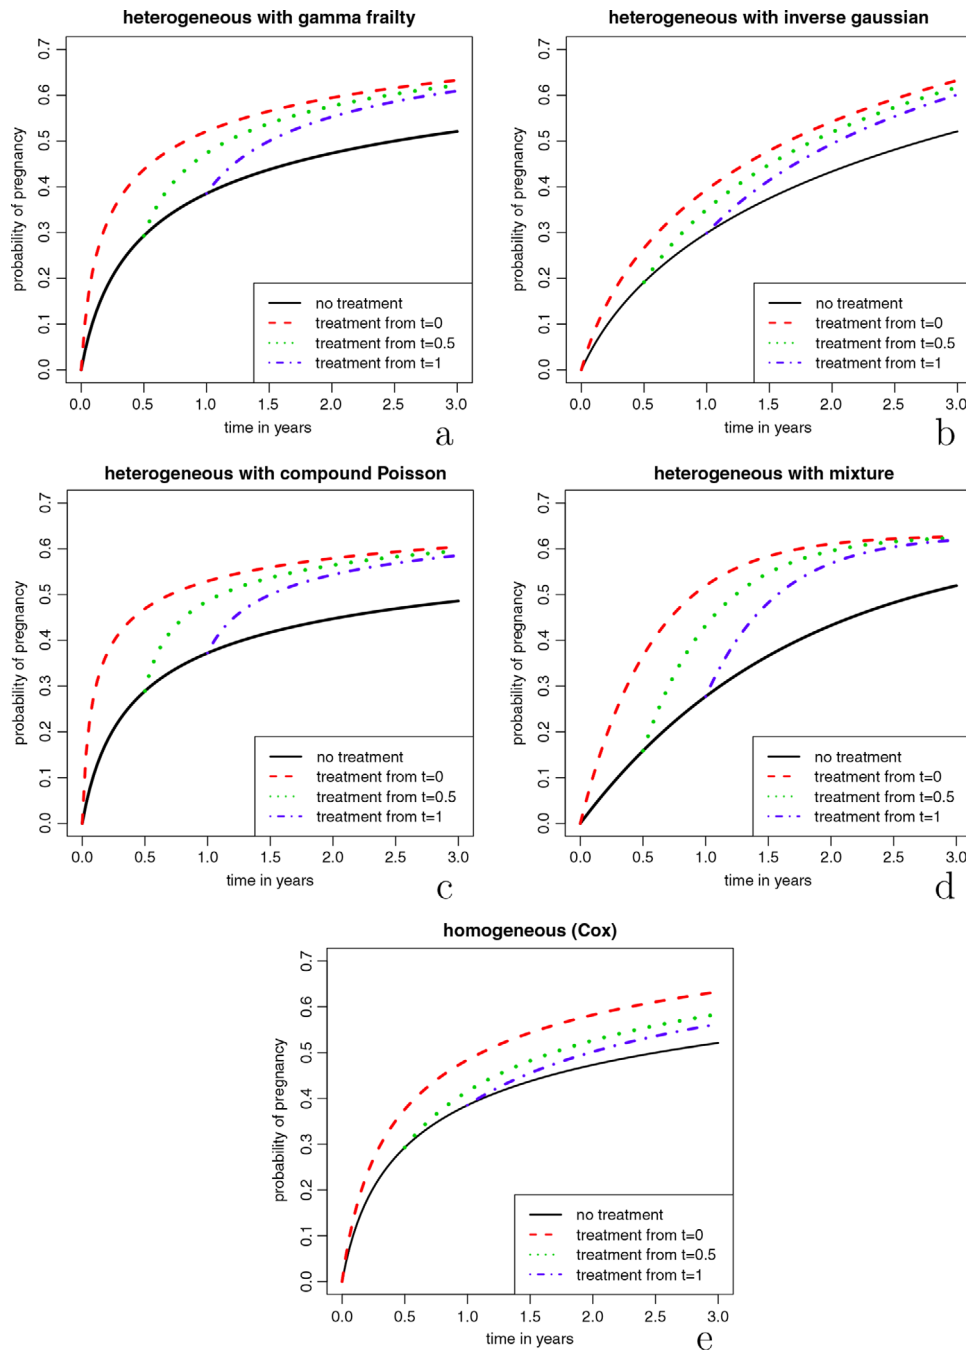 heterogeneous with gamma frailty
probability of pregnancy
0.7
0.6
0.5
0.4
0.3
0.2
0.1
0.0
no treatment
treatment from t=0
treatment from t=0.5
treatment from t=1
0.0 0.5 1.0 1.5 2.0 2.5 3.0
time in years
a
heterogeneous with inverse gaussian
probability of pregnancy
0.7
0.6
0.5
0.4
0.3
0.2
0.1
0.0
no treatment
treatment from t=0
treatment from t=0.5
treatment from t=1
0.0 0.5 1.0 1.5 2.0 2.5 3.0
time in years
b
heterogeneous with compound Poisson
probability of pregnancy
0.7
0.6
0.5
0.4
0.3
0.2
0.1
0.0
no treatment
treatment from t=0
treatment from t=0.5
treatment from t=1
0.0 0.5 1.0 1.5 2.0 2.5 3.0
time in years
c
heterogeneous with mixture
probability of pregnancy
0.7
0.6
0.5
0.4
0.3
0.2
0.1
0.0
no treatment
treatment from t=0
treatment from t=0.5
treatment from t=1
0.0 0.5 1.0 1.5 2.0 2.5 3.0
time in years
d
homogeneous (Cox)
probability of pregnancy
0.7
0.6
0.5
0.4
0.3
0.2
0.1
0.0
no treatment
treatment from t=0
treatment from t=0.5
treatment from t=1
0.0 0.5 1.0 1.5 2.0 2.5 3.0
time in years
e